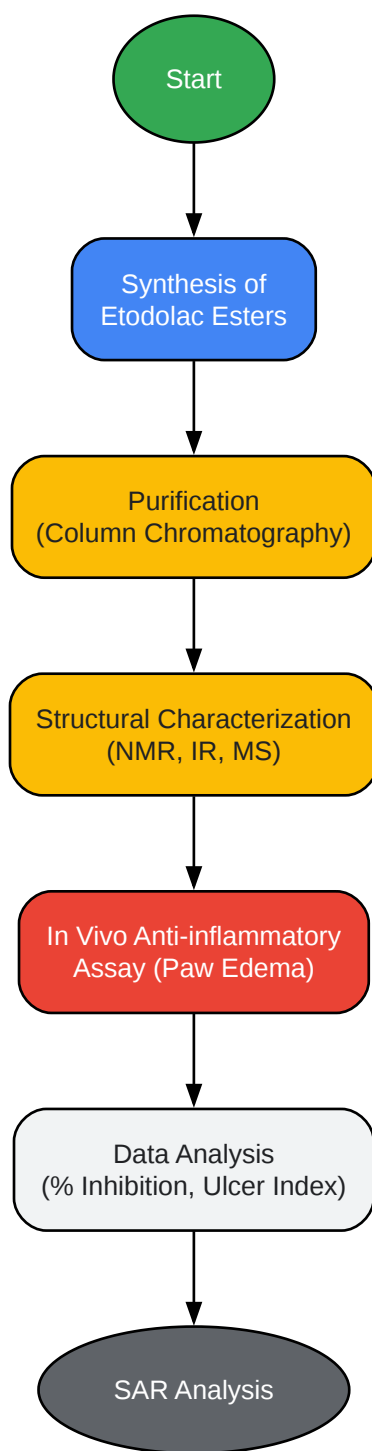 Start
Synthesis of
Etodolac Esters
Purification
(Column Chromatography)
Structural Characterization
(NMR, IR, MS)
In Vivo Anti-inflammatory
Assay (Paw Edema)
Data Analysis
(% Inhibition, Ulcer Index)
SAR Analysis